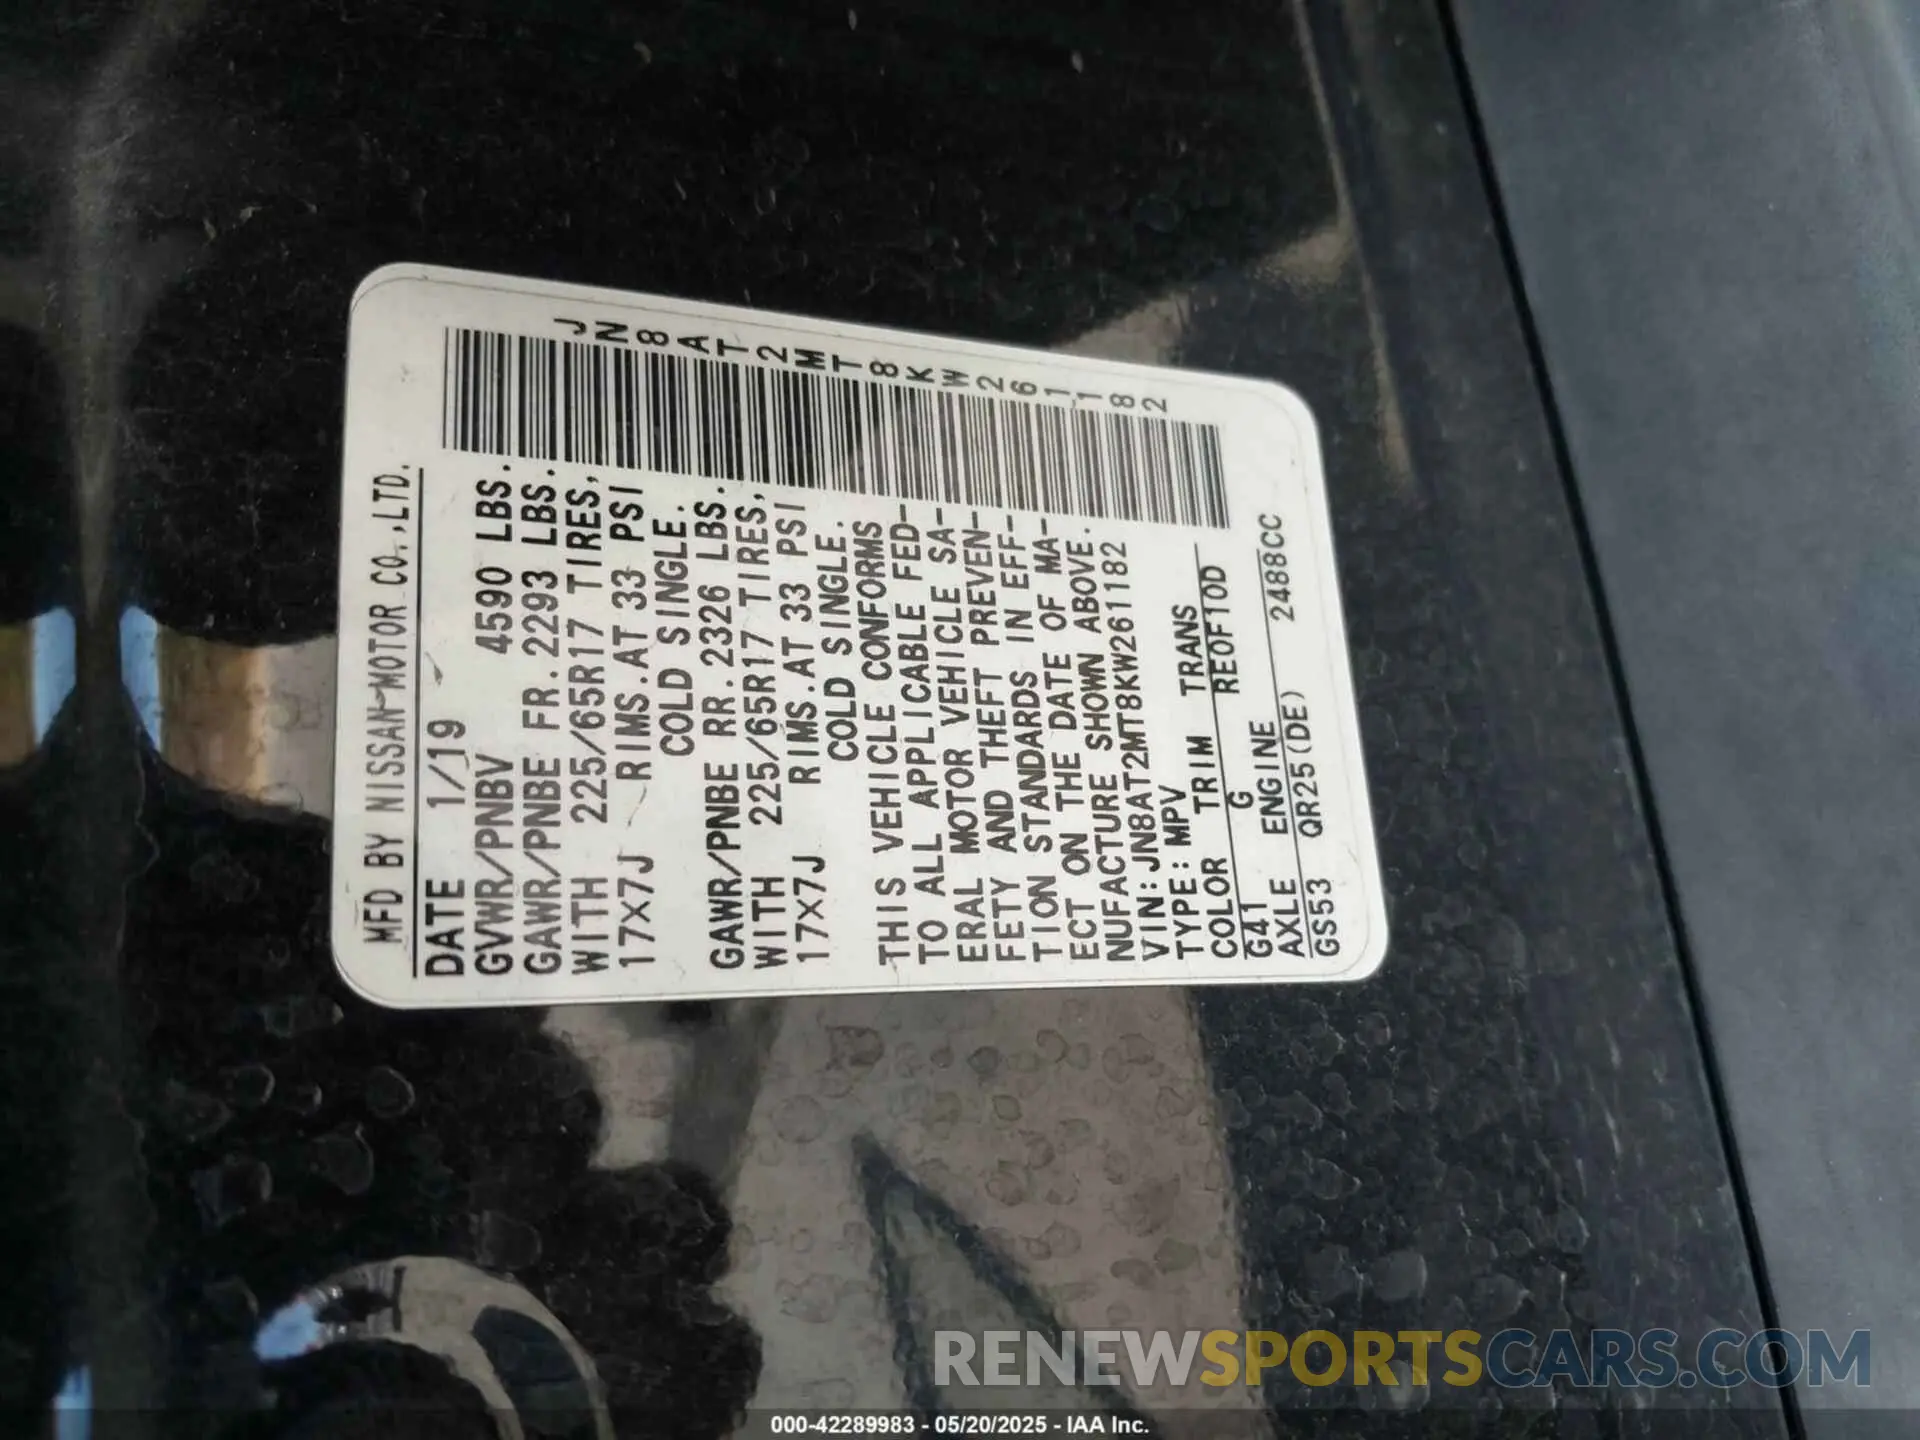 MFD BY NISSAN MOTOR CO.,LTD.
DATE 1/19
GVWR/PNBV 4590 LBS.
GAWR/PNBE FR.2293 LBS.
WITH 225/65R17 TIRES,
17X7J RIMS.AT 33 PSI
COLD SINGLE.
GAWR/PNBE RR.2326 LBS.
WITH 225/65R17 TIRES,
17X7J RIMS.AT 33 PSI
COLD SINGLE.
THIS VEHICLE CONFORMS
TO ALL APPLICABLE FED-
ERAL MOTOR VEHICLE SA-
FETY AND THEFT PREVEN-
TION STANDARDS IN EFF-
ECT ON THE DATE OF MA-
NUFACTURE SHOWN ABOVE.
VIN:JN8AT2MT8KW261182
TYPE:MPV
COLOR TRIM TRANS
G41 G RE0F10D
AXLE ENGINE
GS53 QR25(DE) 2488CC
JN8AT2MT8KW261182
RENEWSPORTSCARS.COM
000-42289983 - 05/20/2025 - IAA Inc.